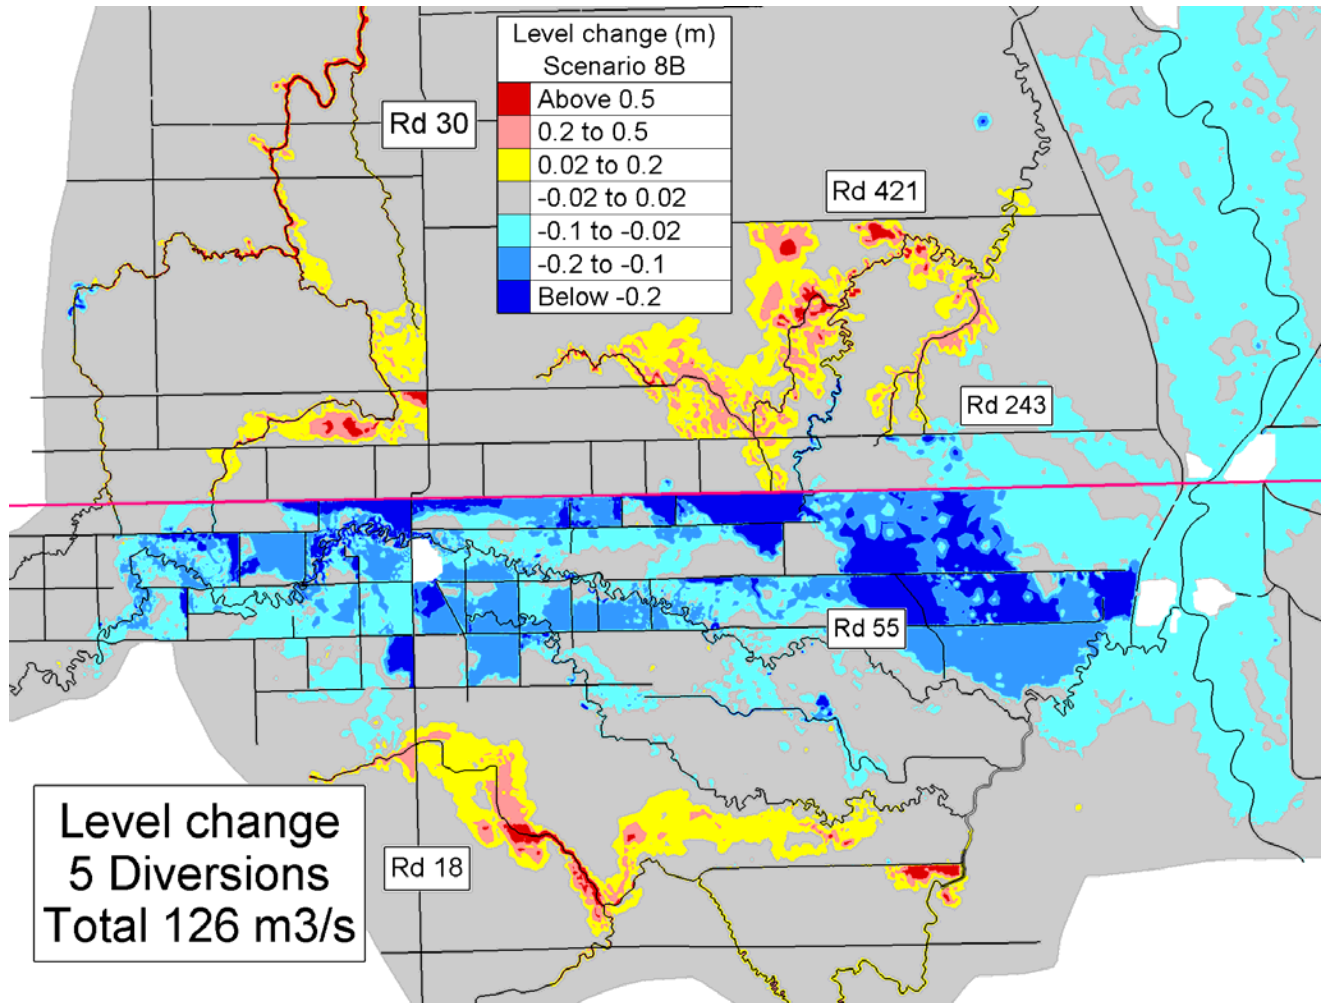 Level change (m)
Scenario 8B
Above 0.5
0.2 to 0.5
0.02 to 0.2
-0.02 to 0.02
-0.1 to -0.02
-0.2 to -0.1
Below -0.2
Rd 30
Rd 421
Rd 243
Rd 55
Rd 18
Level change
5 Diversions
Total 126 m3/s